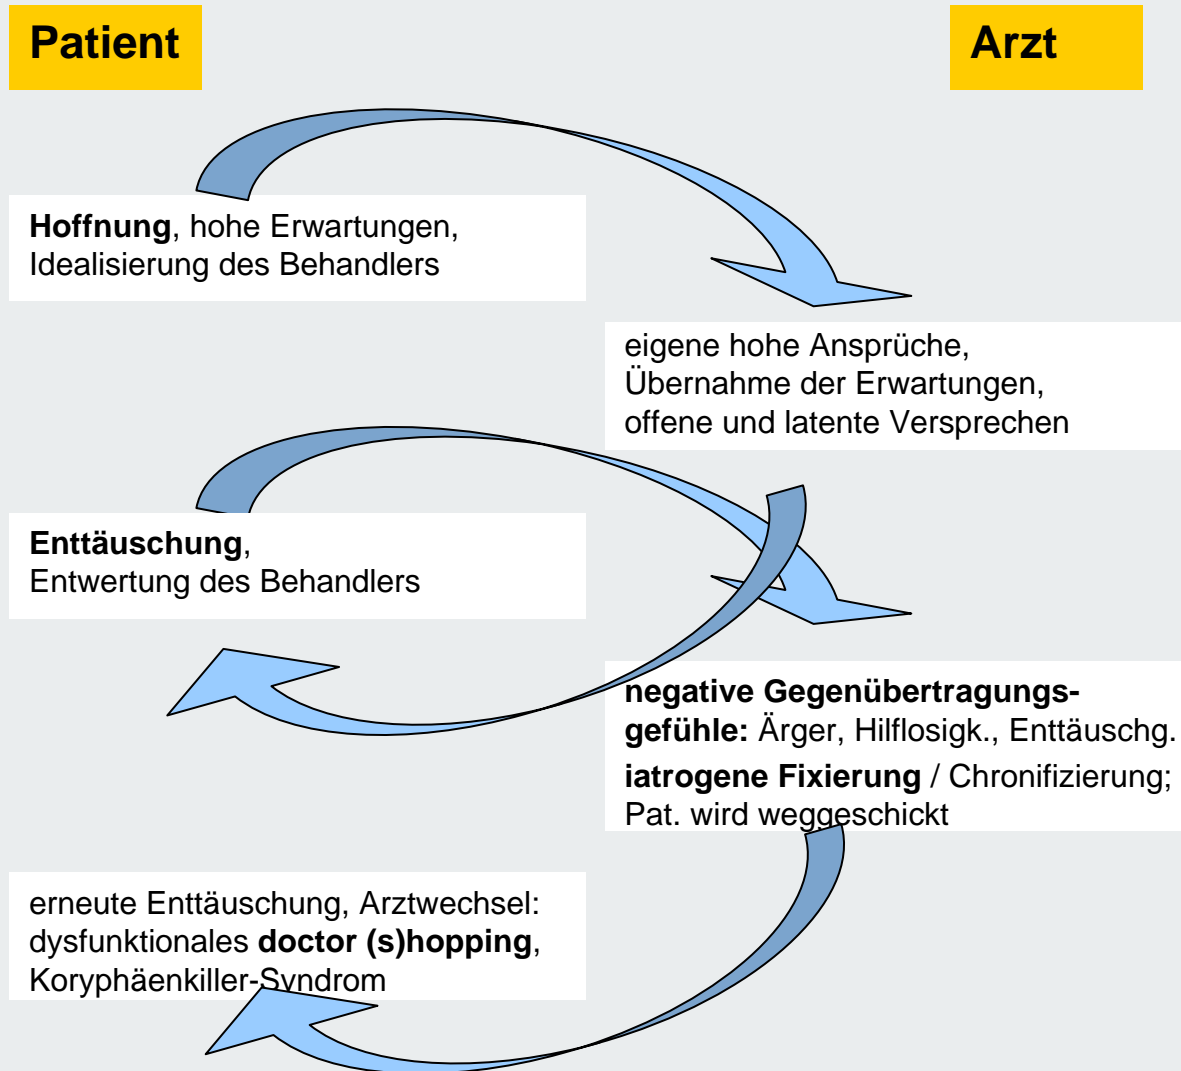 Patient
Arzt
Hoffnung, hohe Erwartungen,
Idealisierung des Behandlers
eigene hohe Ansprüche,
Übernahme der Erwartungen,
offene und latente Versprechen
Enttäuschung,
Entwertung des Behandlers
negative Gegenübertragungs-
gefühle: Ärger, Hilflosigk., Enttäuschg.
iatrogene Fixierung / Chronifizierung;
Pat. wird weggeschickt
erneute Enttäuschung, Arztwechsel:
dysfunktionales doctor (s)hopping,
Koryphäenkiller-Syndrom